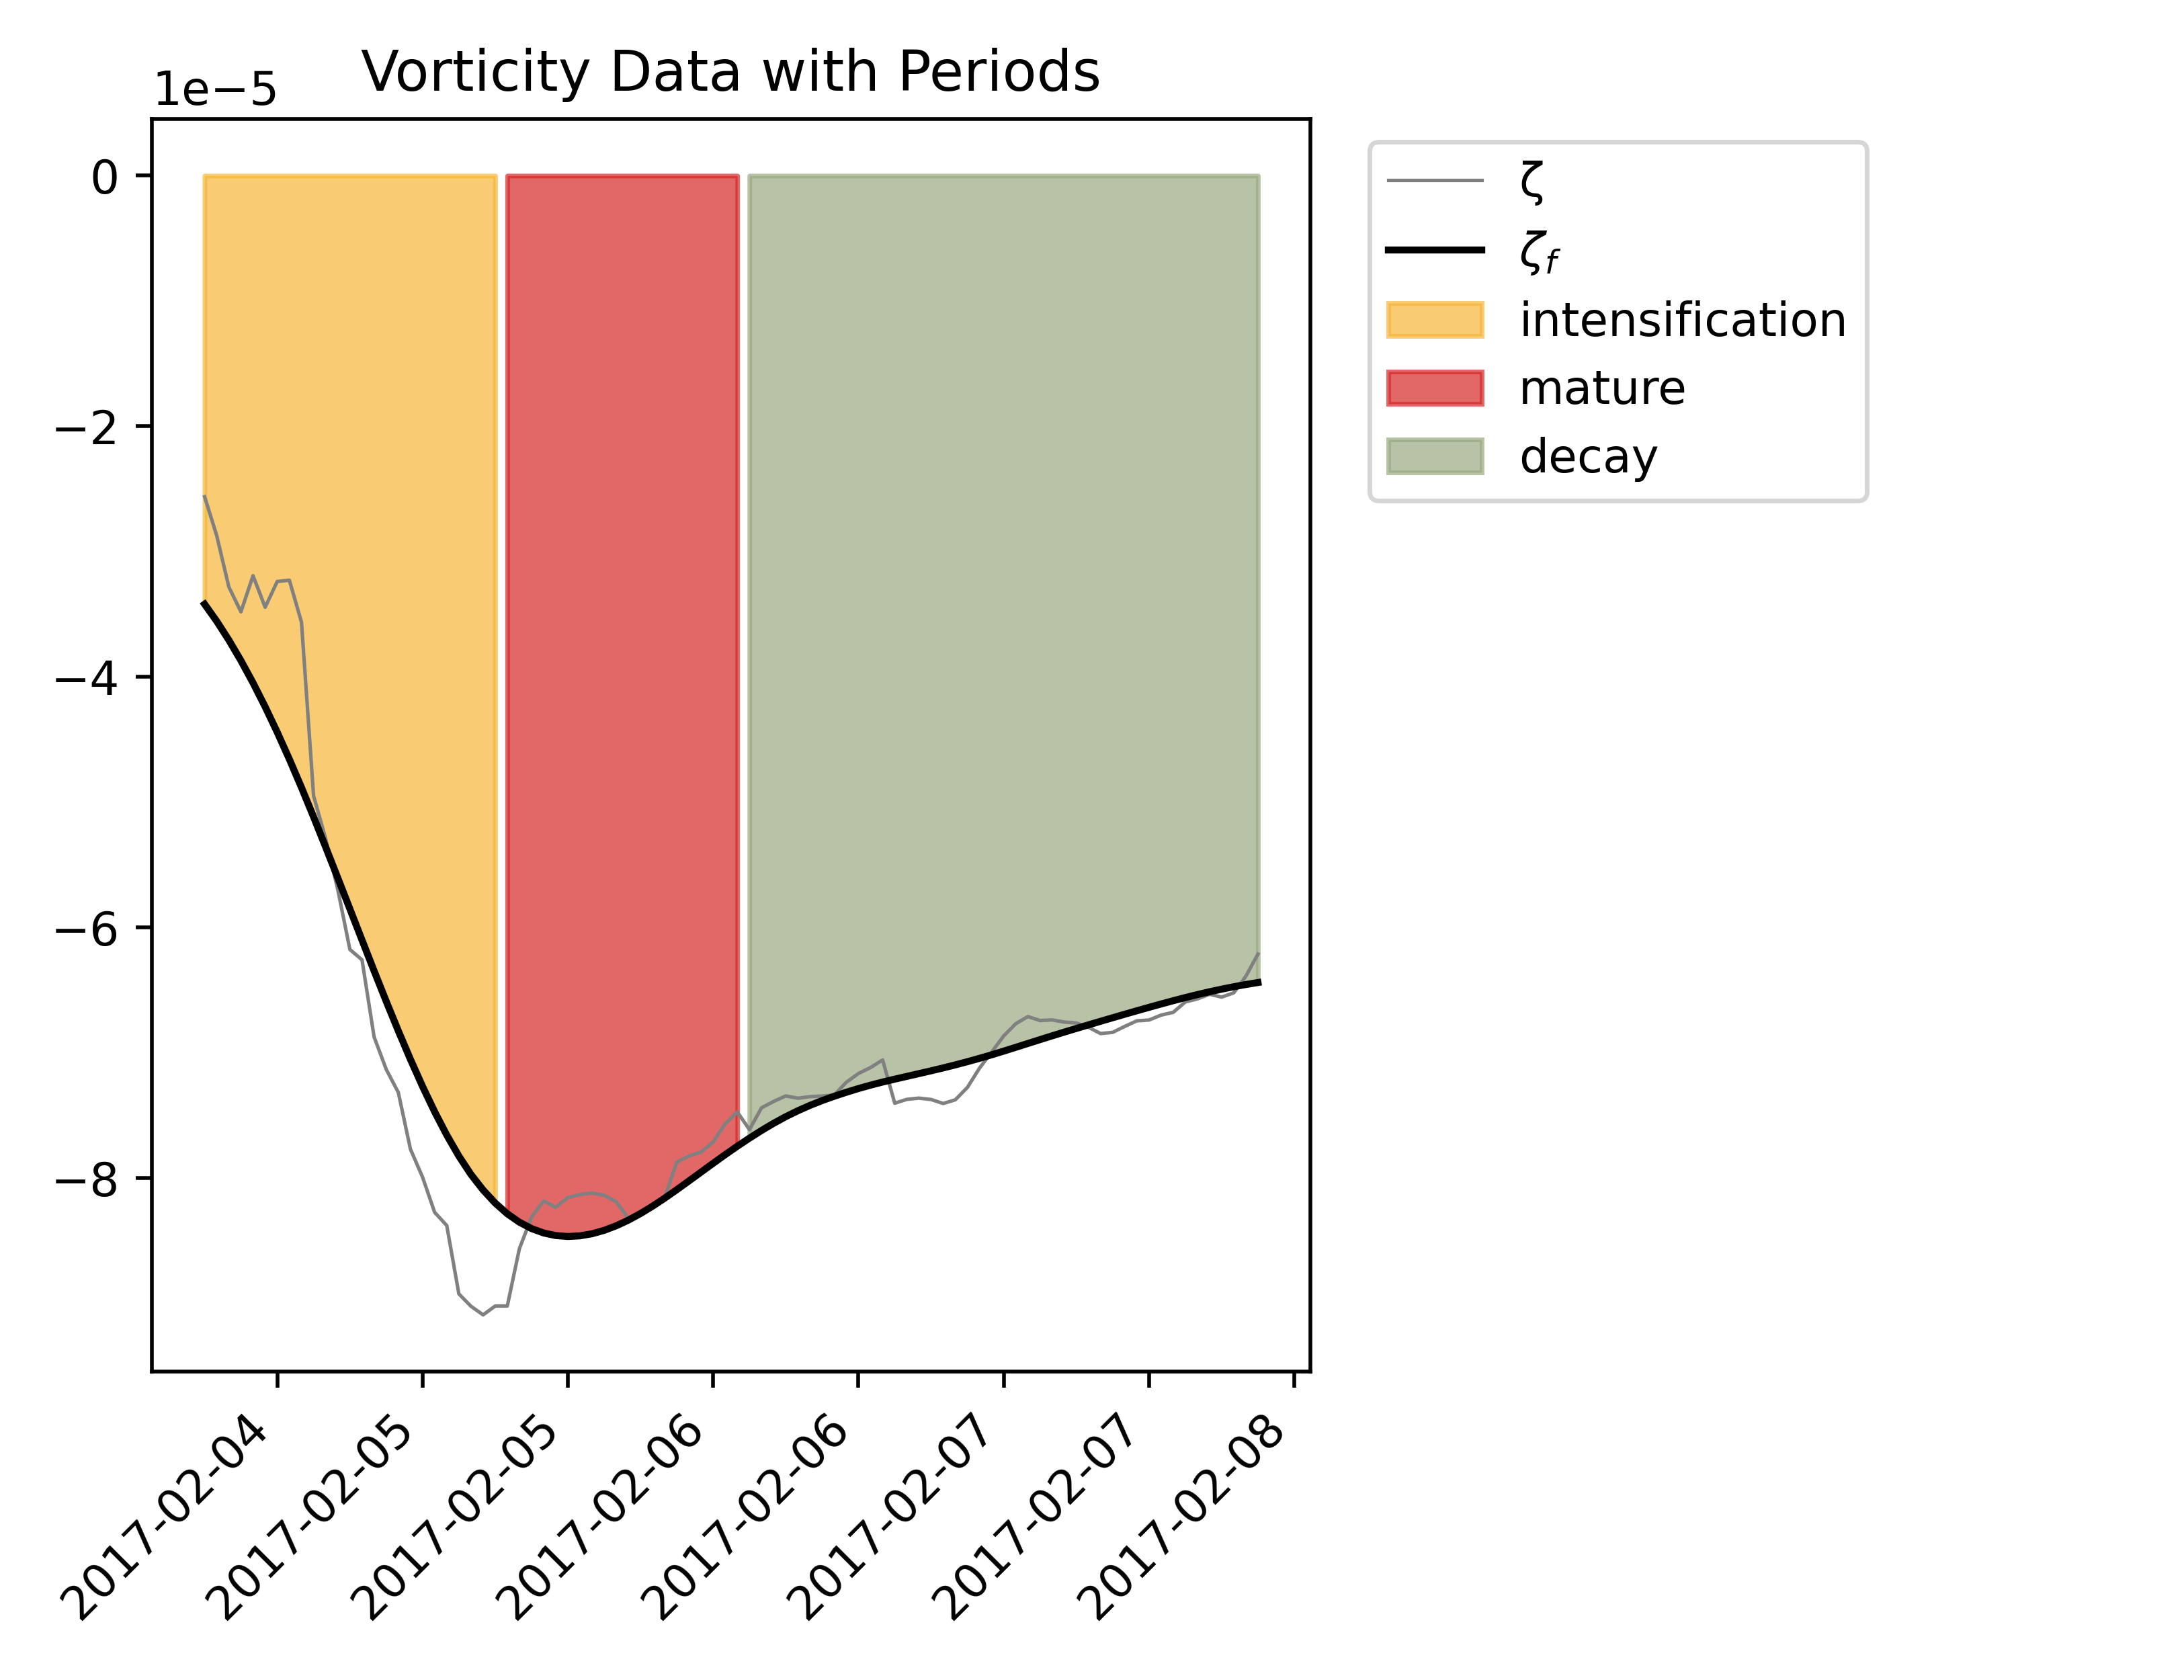 Vorticity Data with Periods
1e−5
0
−2
−4
−6
−8
2017-02-04
2017-02-05
2017-02-05
2017-02-06
2017-02-06
2017-02-07
2017-02-07
2017-02-08
ζ
ζf
intensification
mature
decay